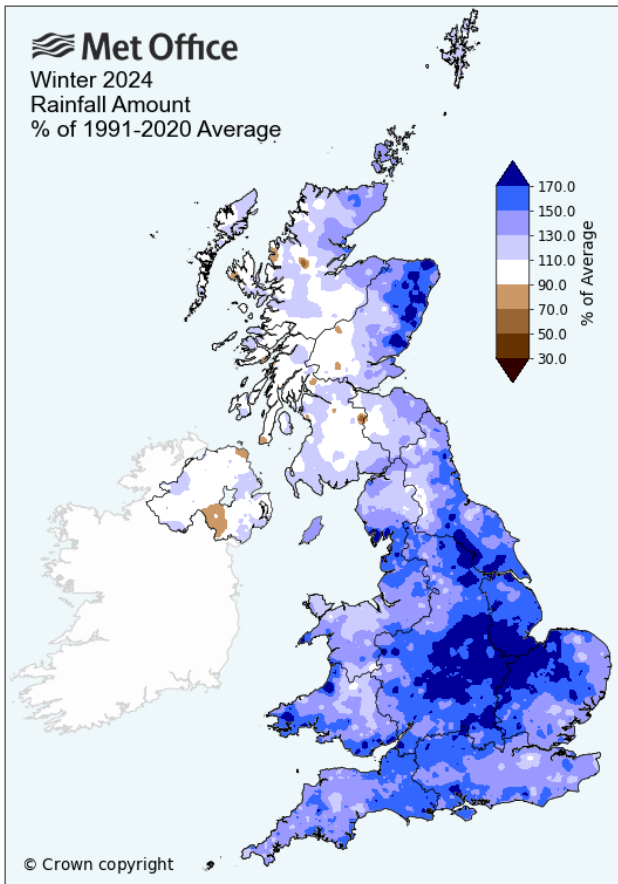 Met Office
Winter 2024
Rainfall Amount
% of 1991-2020 Average
170.0
150.0
130.0
110.0
90.0
70.0
50.0
30.0
% of Average
© Crown copyright